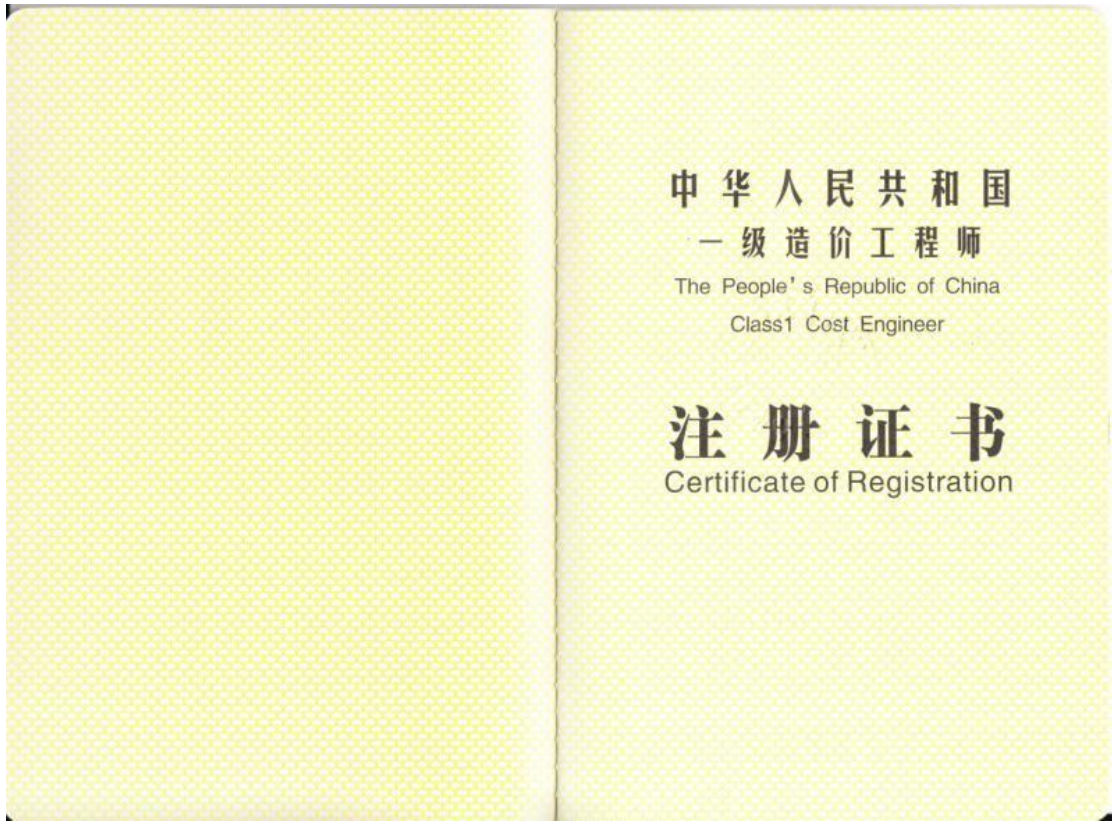 中华人民共和国
一级造价工程师
The People's Republic of China
Class1 Cost Engineer
注册证书
Certificate of Registration